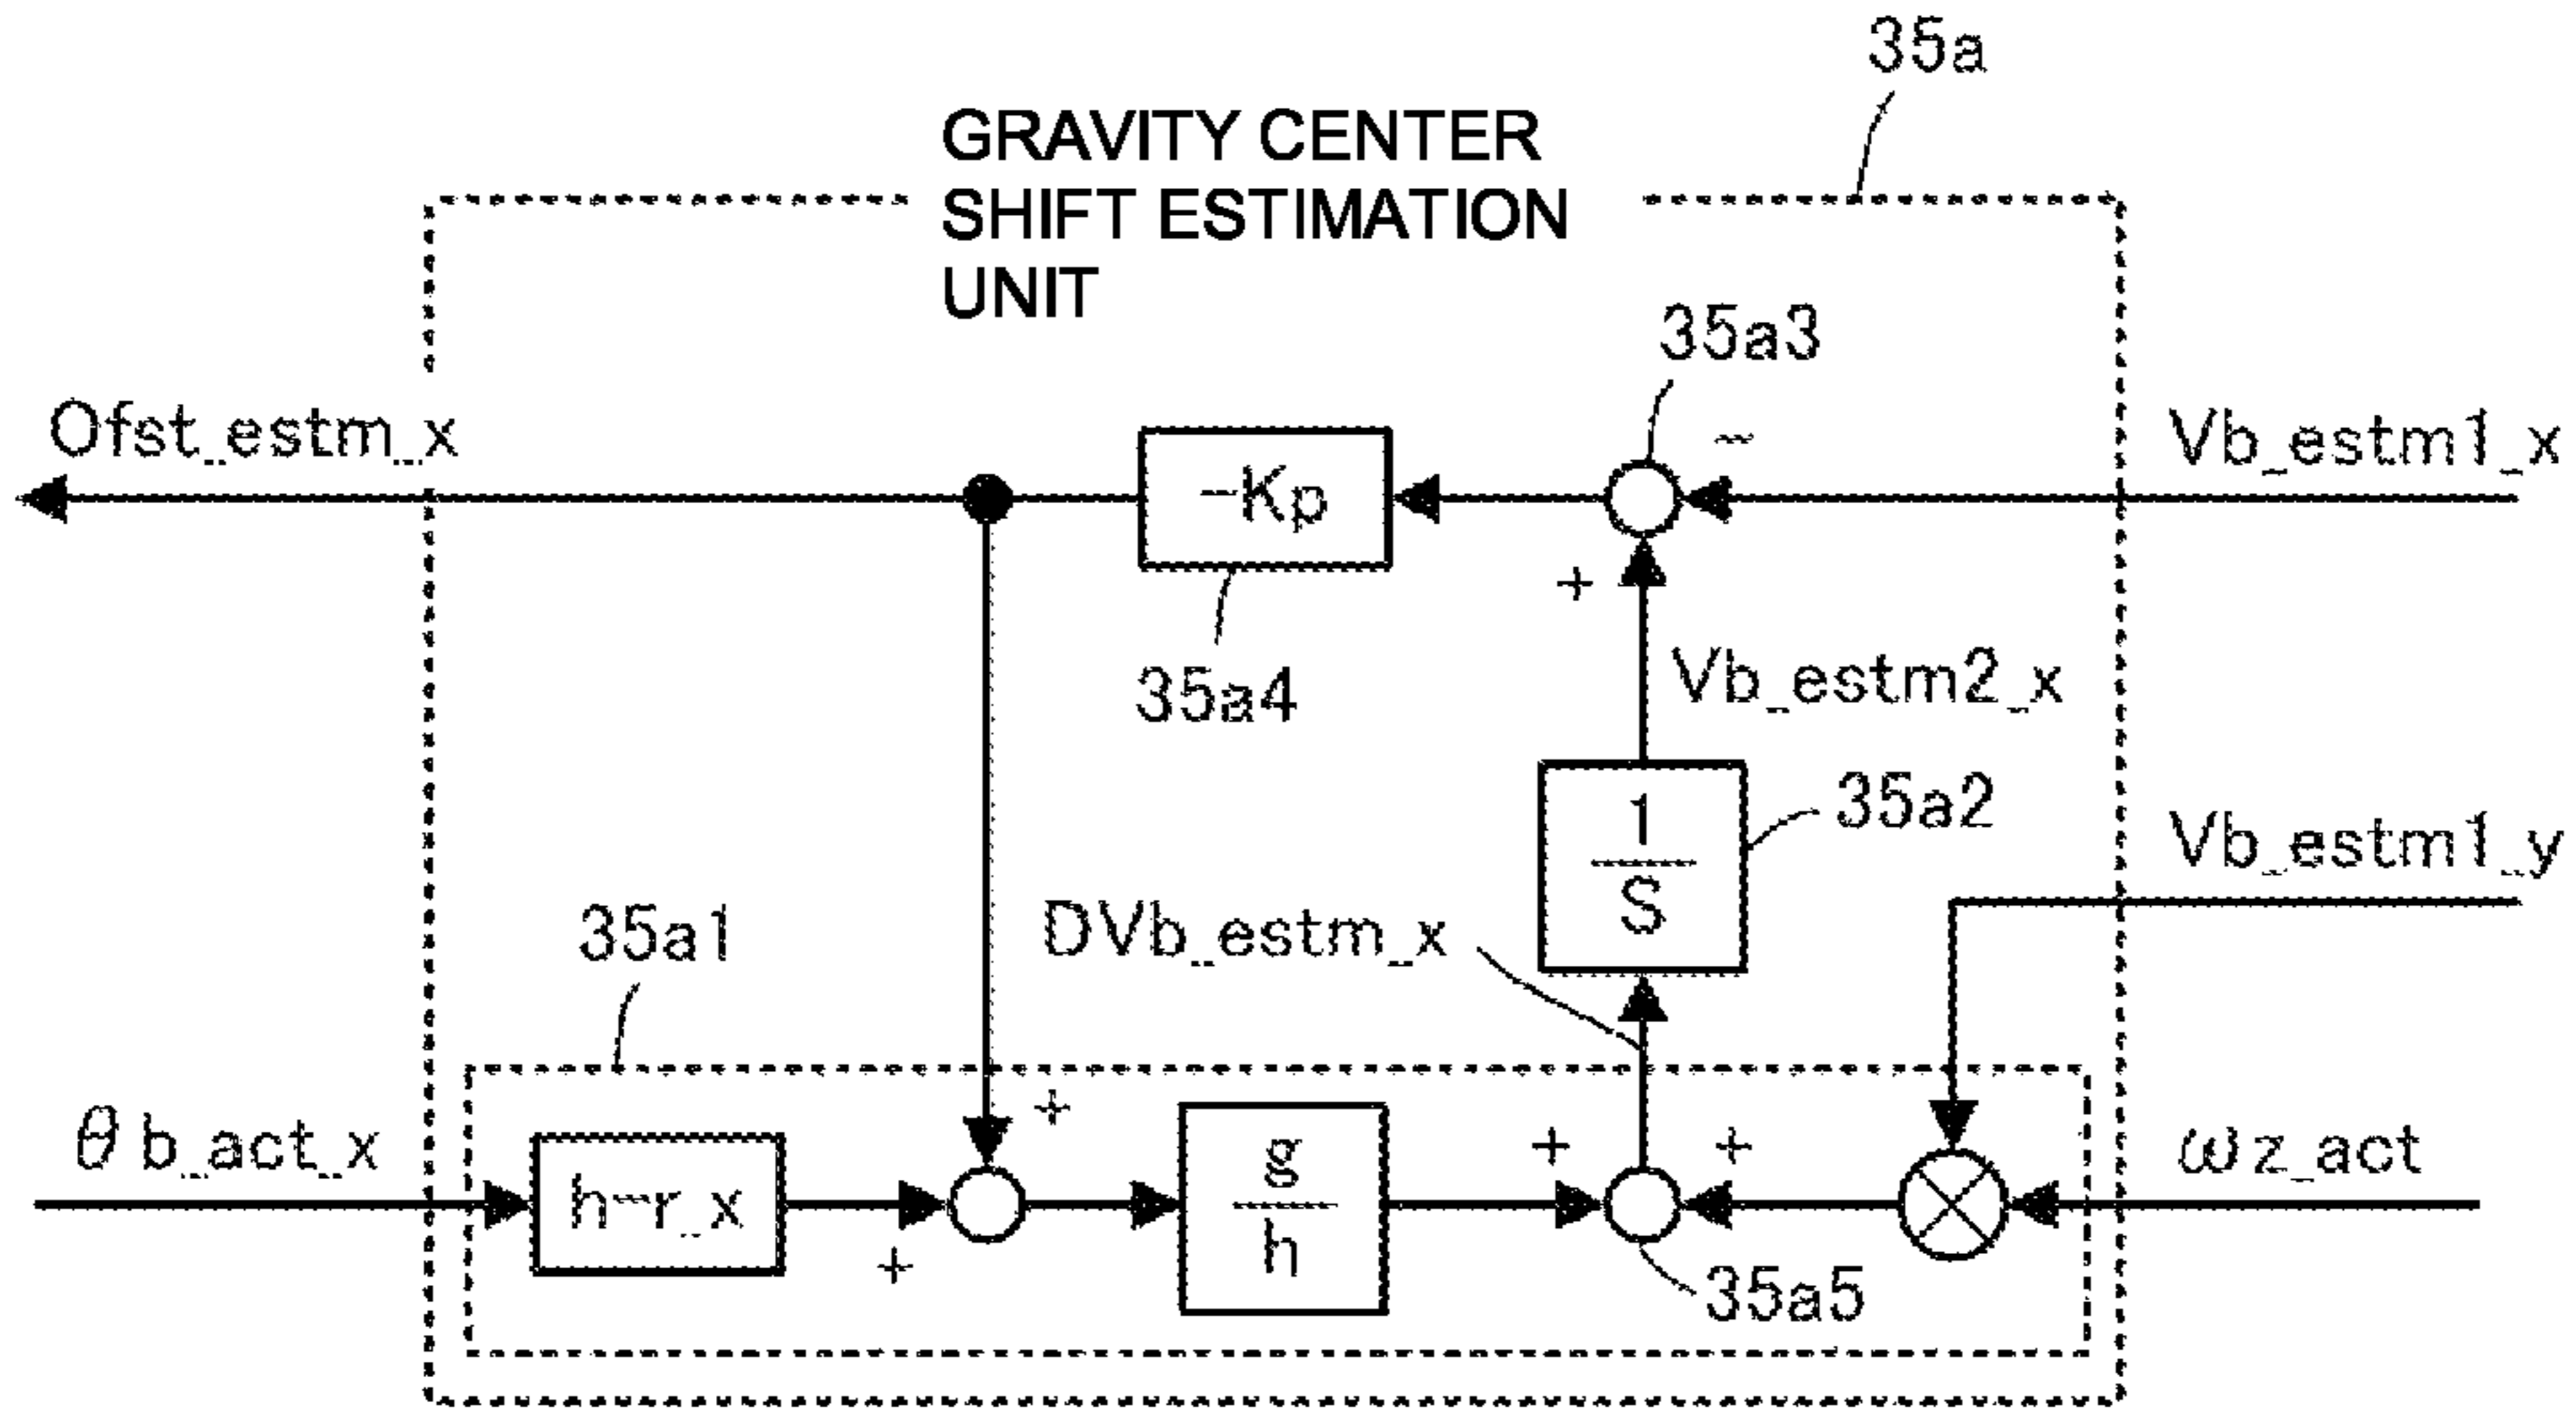 35a
GRAVITY CENTER
SHIFT ESTIMATION
UNIT
35a3
Ofst_estm_x
-Kp
-
Vb_estm1_x
+
35a4
Vb_estm2_x
1
S
35a2
Vb_estm1_y
35a1
DVb_estm_x
θb_act_x
h-r_x
+
+
g
h
+
+
ωz_act
35a5